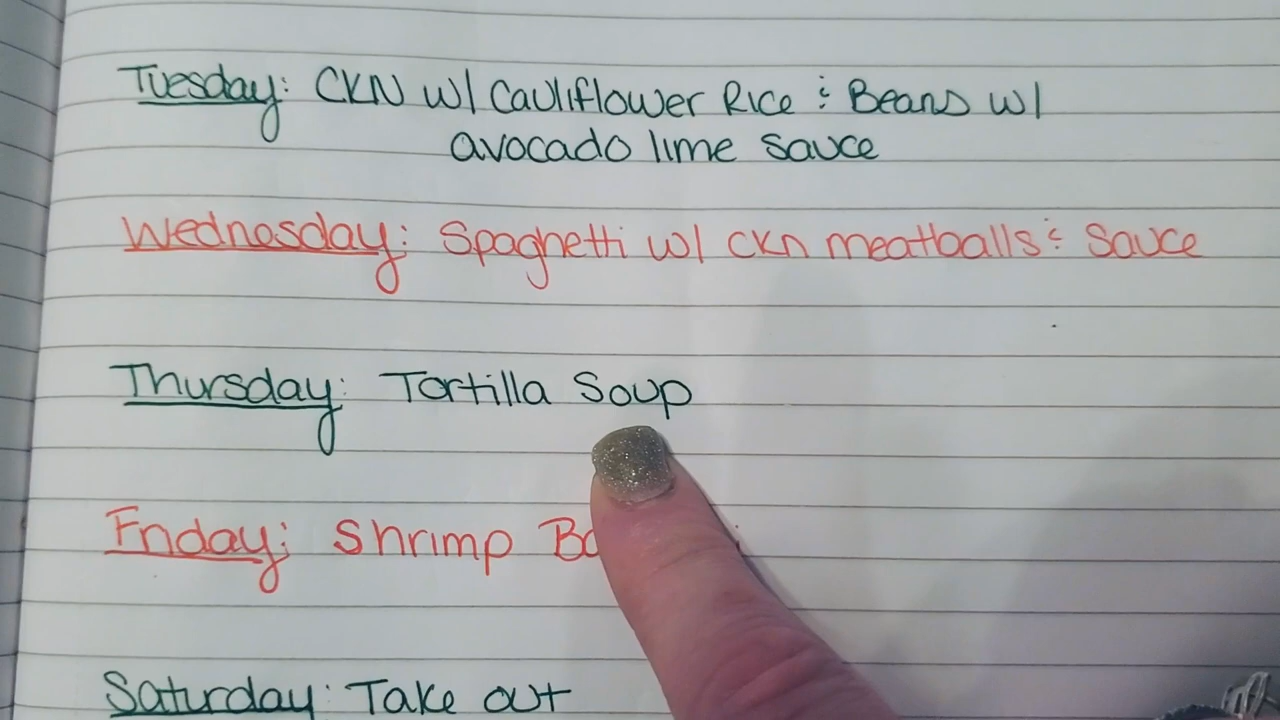 Tuesday: CKN w/ Cauliflower Rice & Beans w/
avocado lime sauce
Wednesday: Spaghetti w/ ckn meatballs & Sauce
Thursday: Tortilla Soup
Friday: Shrimp
Saturday: Take out